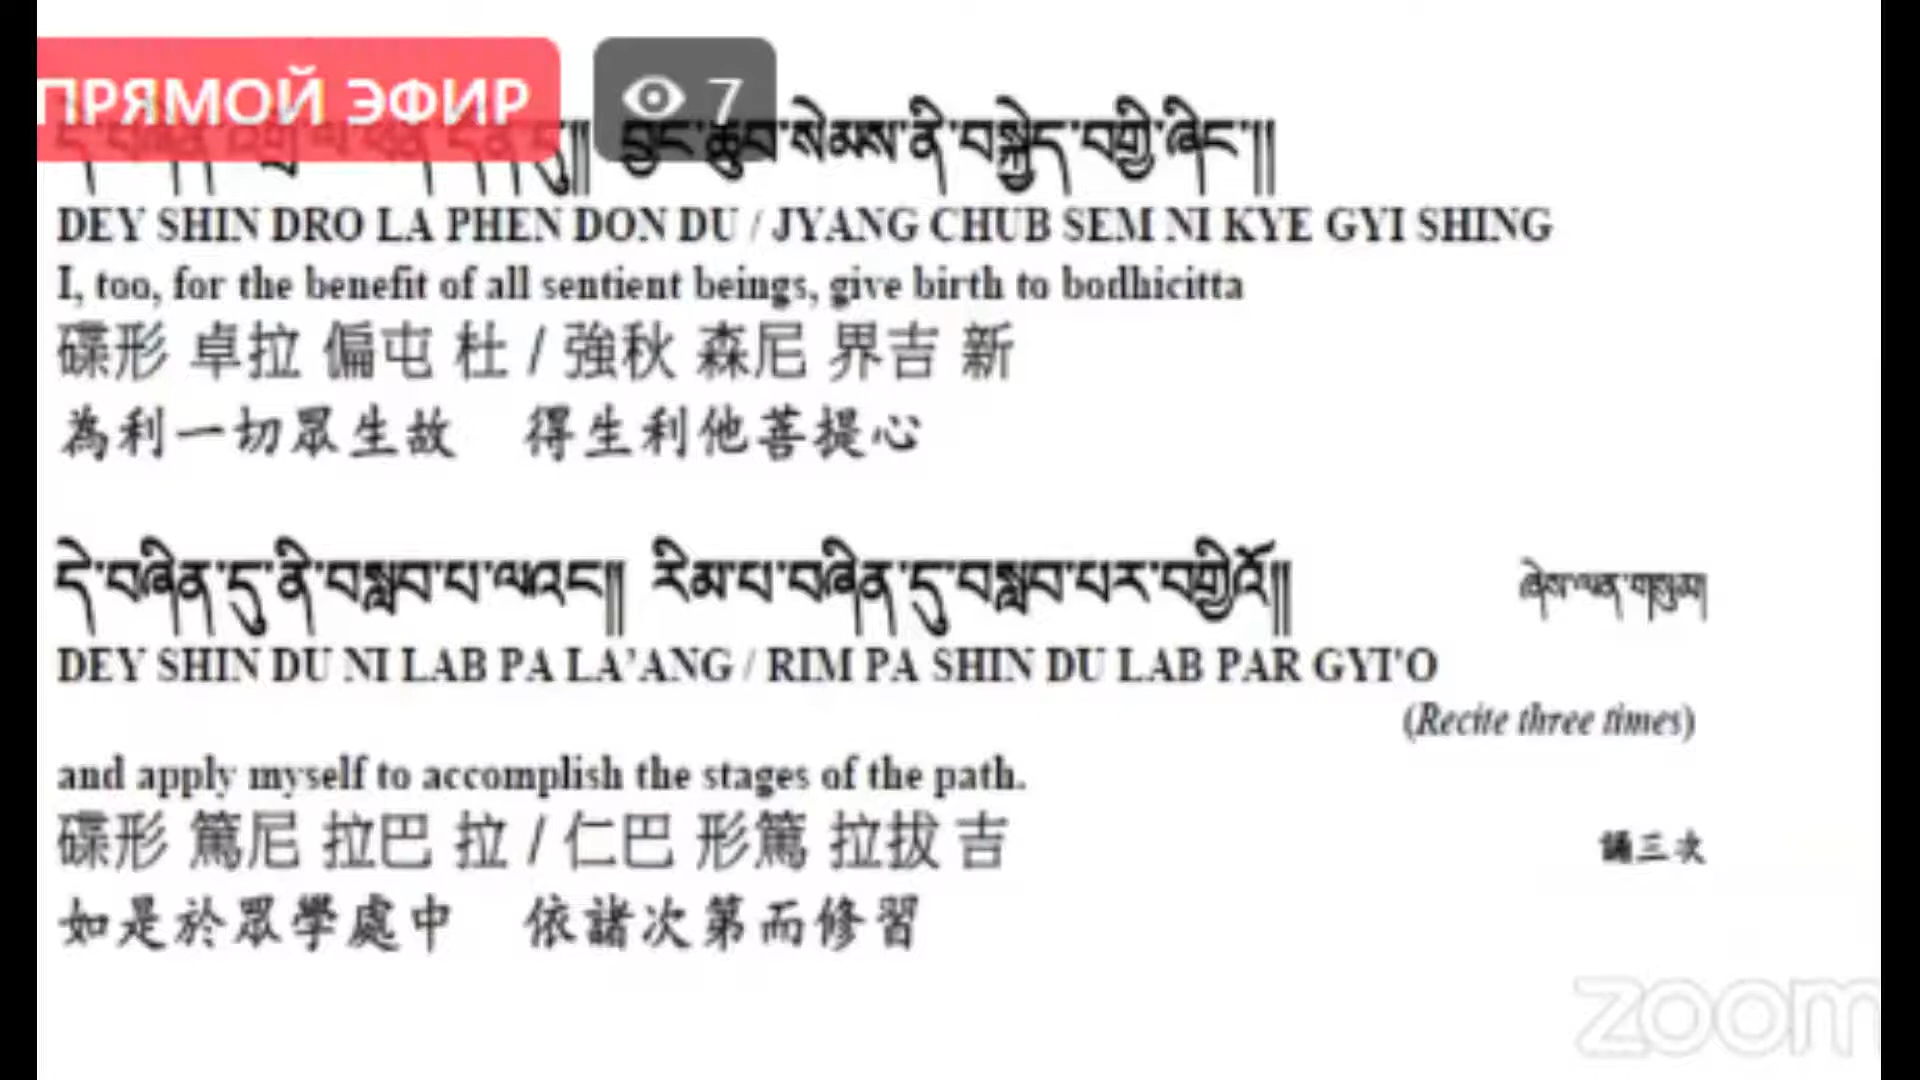 ПРЯМОЙ ЭФИР 7
དེ་བཞིན་འགྲོ་ལ་ཕན་དོན་དུ༎ བྱང་ཆུབ་སེམས་ནི་བསྐྱེད་བགྱི་ཞིང་༎
DEY SHIN DRO LA PHEN DON DU / JYANG CHUB SEM NI KYE GYI SHING
I, too, for the benefit of all sentient beings, give birth to bodhicitta
碟形 卓拉 偏屯 杜 / 強秋 森尼 界吉 新
為利一切眾生故 得生利他菩提心
དེ་བཞིན་དུ་ནི་བསླབ་པ་ལའང༎ རིམ་པ་བཞིན་དུ་བསླབ་པར་བགྱིའོ༎ ཞེས་ལན་གསུམ།
DEY SHIN DU NI LAB PA LA’ANG / RIM PA SHIN DU LAB PAR GYI'O
(Recite three times)
and apply myself to accomplish the stages of the path.
碟形 篤尼 拉巴 拉 / 仁巴 形篤 拉拔 吉 誦三次
如是於眾學處中 依諸次第而修習
zoom